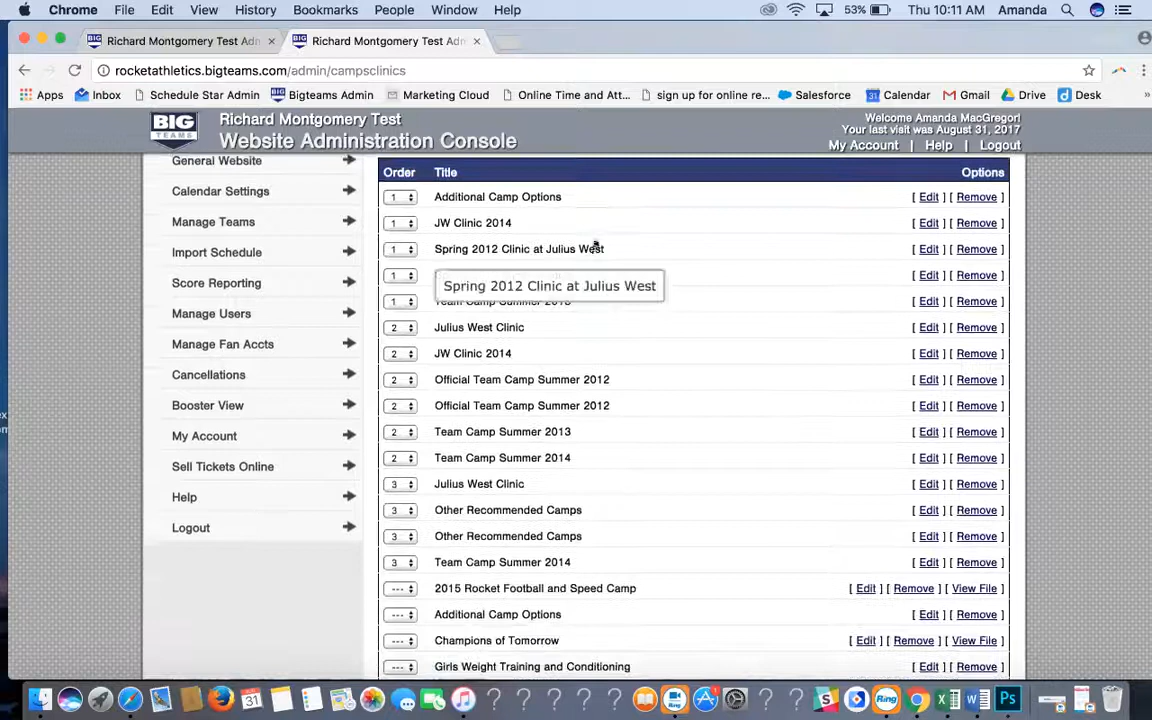 Chrome File Edit View History Bookmarks People Window Help 53% Thu 10:11 AM Amanda
Richard Montgomery Test Adm × Richard Montgomery Test Adm ×
rocketathletics.bigteams.com/admin/campsclinics
Apps Inbox Schedule Star Admin Bigteams Admin Marketing Cloud Online Time and Att... sign up for online re... Salesforce Calendar Gmail Drive Desk »
BIG TEAMS
Richard Montgomery Test
Website Administration Console
Welcome Amanda MacGregor!
Your last visit was August 31, 2017
My Account | Help | Logout
General Website
Calendar Settings
Manage Teams
Import Schedule
Score Reporting
Manage Users
Manage Fan Accts
Cancellations
Booster View
My Account
Sell Tickets Online
Help
Logout
Order Title Options
1 Additional Camp Options [ Edit ] [ Remove ]
1 JW Clinic 2014 [ Edit ] [ Remove ]
1 Spring 2012 Clinic at Julius West [ Edit ] [ Remove ]
1 [ Edit ] [ Remove ]
Spring 2012 Clinic at Julius West
1 Team Camp Summer 2013 [ Edit ] [ Remove ]
2 Julius West Clinic [ Edit ] [ Remove ]
2 JW Clinic 2014 [ Edit ] [ Remove ]
2 Official Team Camp Summer 2012 [ Edit ] [ Remove ]
2 Official Team Camp Summer 2012 [ Edit ] [ Remove ]
2 Team Camp Summer 2013 [ Edit ] [ Remove ]
2 Team Camp Summer 2014 [ Edit ] [ Remove ]
3 Julius West Clinic [ Edit ] [ Remove ]
3 Other Recommended Camps [ Edit ] [ Remove ]
3 Other Recommended Camps [ Edit ] [ Remove ]
3 Team Camp Summer 2014 [ Edit ] [ Remove ]
--- 2015 Rocket Football and Speed Camp [ Edit ] [ Remove ] [ View File ]
--- Additional Camp Options [ Edit ] [ Remove ]
--- Champions of Tomorrow [ Edit ] [ Remove ] [ View File ]
--- Girls Weight Training and Conditioning [ Edit ] [ Remove ]